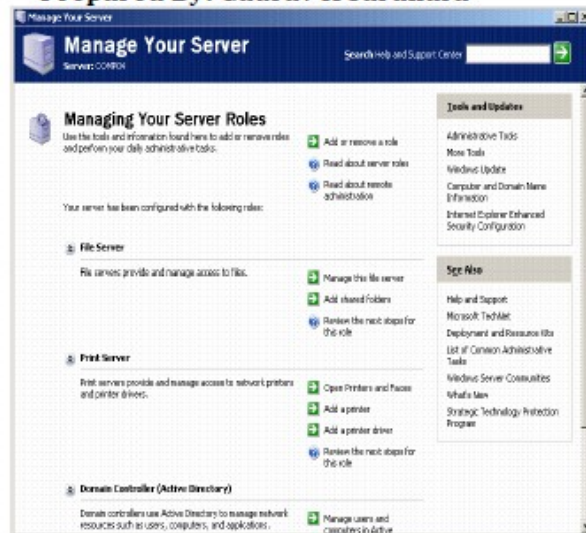 Manage Your Server
Manage Your Server
Server: COMP04
Search Help and Support Center
Managing Your Server Roles
Use the tools and information found here to add or remove roles
and perform your daily administrative tasks.
Your server has been configured with the following roles:
Add or remove a role
Read about server roles
Read about remote
administration
File Server
File servers provide and manage access to files.
Manage this file server
Add shared folders
Review the next steps for
this role
Print Server
Print servers provide and manage access to network printers
and printer drivers.
Open Printers and Faxes
Add a printer
Add a printer driver
Review the next steps for
this role
Domain Controller (Active Directory)
Domain controllers use Active Directory to manage network
resources such as users, computers, and applications.
Manage users and
computers in Active
Tools and Updates
Administrative Tools
More Tools
Windows Update
Computer and Domain Name
Information
Internet Explorer Enhanced
Security Configuration
See Also
Help and Support
Microsoft TechNet
Deployment and Resource Kits
List of Common Administrative
Tasks
Windows Server Communities
What's New
Strategic Technology Protection
Program